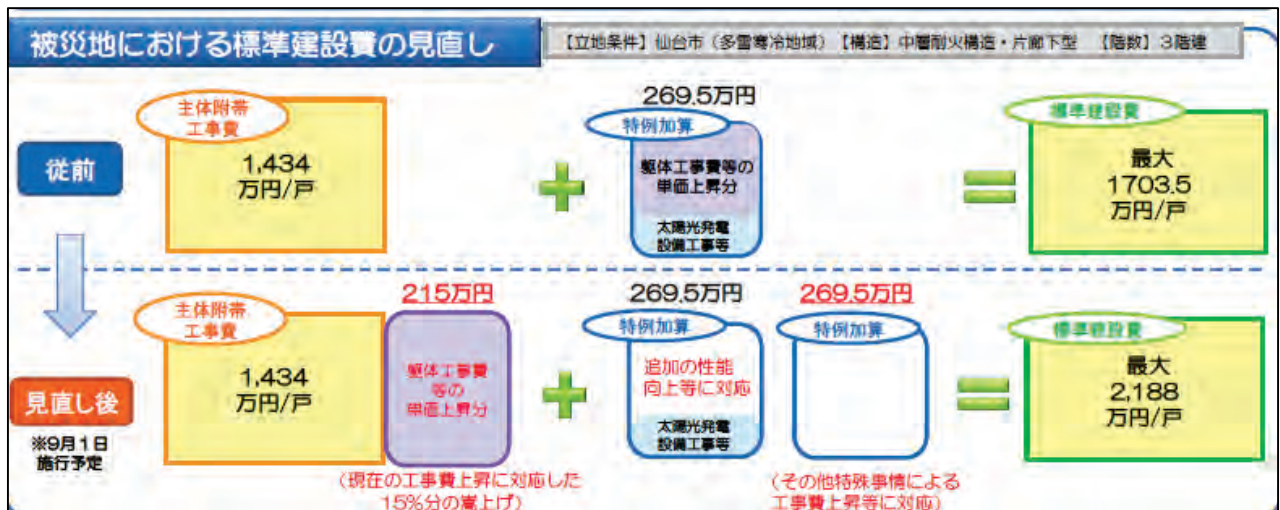 被災地における標準建設費の見直し
【立地条件】仙台市（多雪寒冷地域）【構造】中層耐火構造・片廊下型　【階数】３階建
従前
主体附帯
工事費
1,434
万円/戸
269.5万円
特例加算
躯体工事費等の
単価上昇分
太陽光発電
設備工事等
標準建設費
最大
1703.5
万円/戸
見直し後
※9月1日
施行予定
主体附帯
工事費
1,434
万円/戸
215万円
躯体工事費
等の
単価上昇分
（現在の工事費上昇に対応した
15%分の嵩上げ）
269.5万円
特例加算
追加の性能
向上等に対応
太陽光発電
設備工事等
269.5万円
特例加算
（その他特殊事情による
工事費上昇等に対応）
標準建設費
最大
2,188
万円/戸